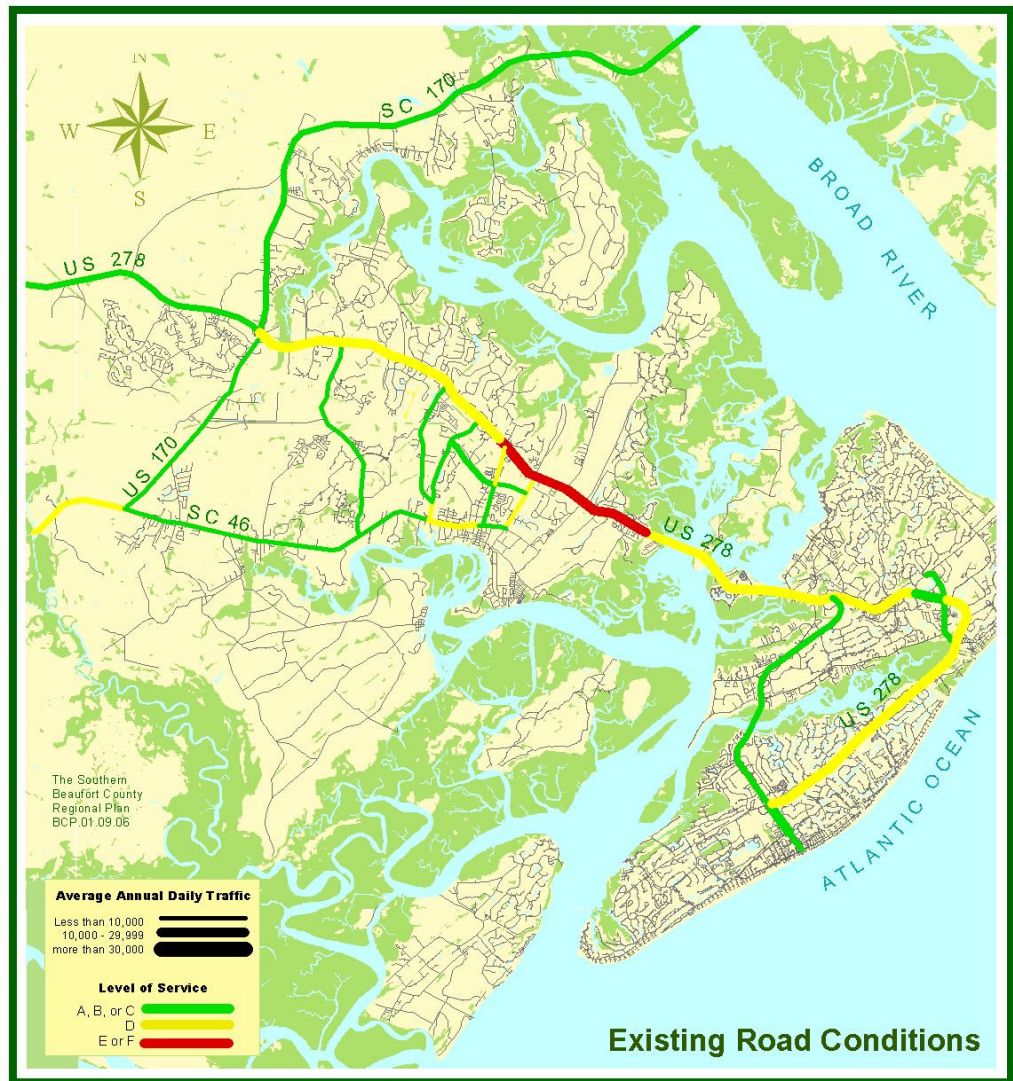 N
W
E
S
SC 170
BROAD RIVER
US 278
US 170
SC 46
US 278
US 278
ATLANTIC OCEAN
The Southern
Beaufort County
Regional Plan
BCP.01.09.06
Average Annual Daily Traffic
Less than 10,000
10,000 - 29,999
more than 30,000
Level of Service
A, B, or C
D
E or F
Existing Road Conditions